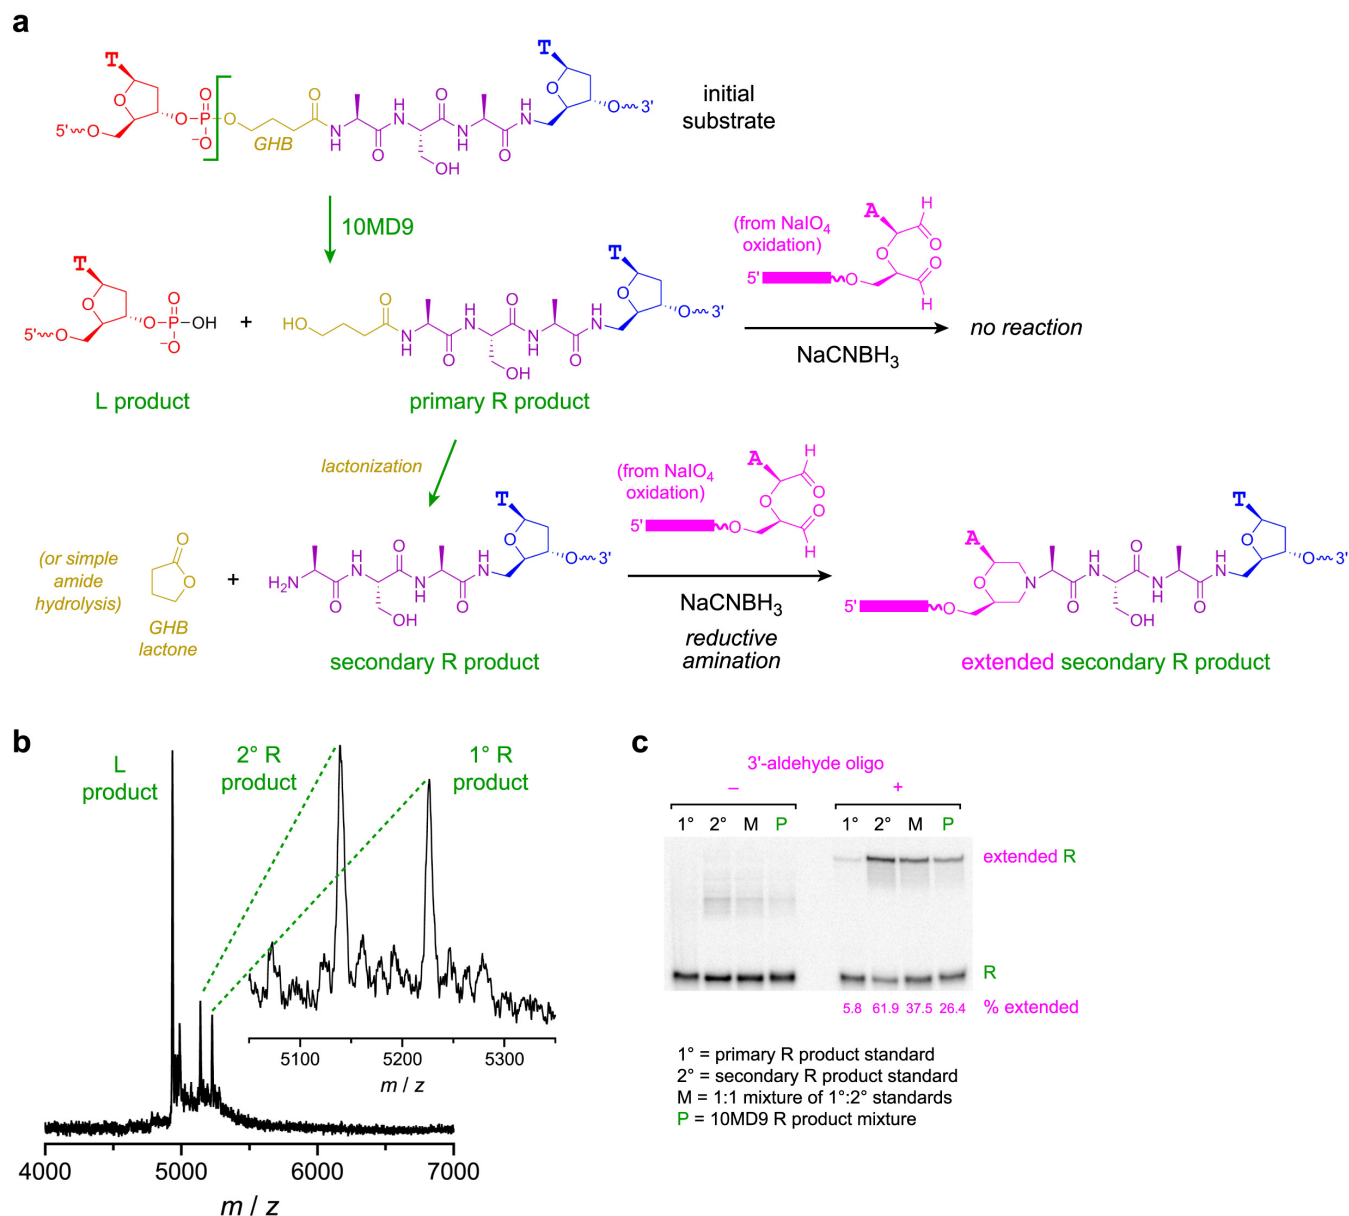 a
T
O
O
O
P
O
−O
5'
O
GHB
O
N
H
O
H
N
O
OH
N
H
O
H
N
T
O
O
3'
initial
substrate
10MD9
T
O
5'
O
O
P
O
OH
−O
L product
+
HO
O
N
H
O
H
N
O
OH
N
H
O
H
N
T
O
O
3'
primary R product
(from NaIO4
oxidation)
5'
O
A
O
H
O
O
H
NaCNBH3
no reaction
lactonization
(or simple
amide
hydrolysis)
O
O
GHB
lactone
+
H2N
O
H
N
O
OH
N
H
O
H
N
T
O
O
3'
secondary R product
(from NaIO4
oxidation)
5'
O
A
O
H
O
O
H
NaCNBH3
reductive
amination
5'
O
A
O
N
O
H
N
O
OH
N
H
O
H
N
T
O
O
3'
extended secondary R product
b
L
product
2° R
product
1° R
product
5100 5200 5300
m / z
4000 5000 6000 7000
m / z
c
3'-aldehyde oligo
– +
1° 2° M P 1° 2° M P
extended R
R
5.8 61.9 37.5 26.4 % extended
1° = primary R product standard
2° = secondary R product standard
M = 1:1 mixture of 1°:2° standards
P = 10MD9 R product mixture